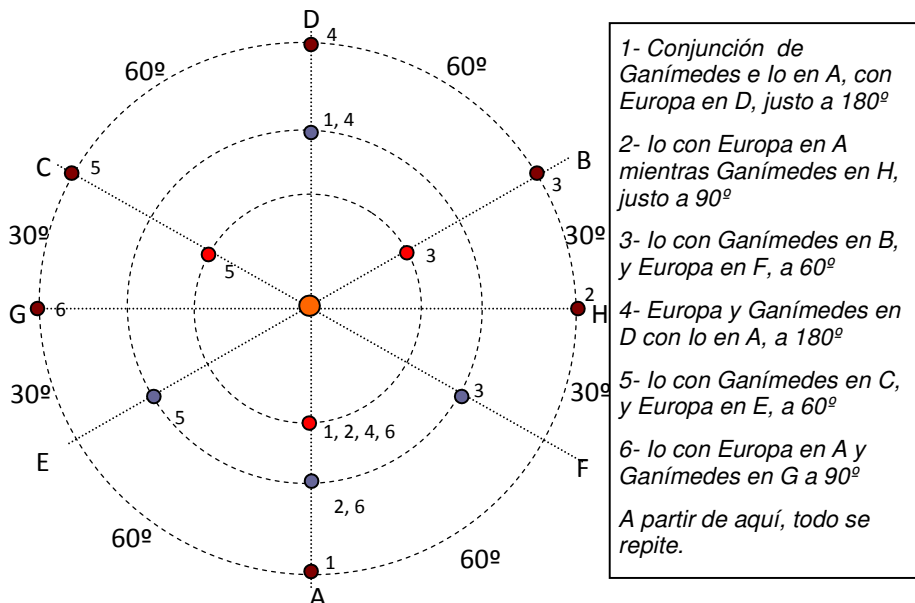 D
4
60º
60º
1, 4
C
5
B
3
30º
30º
5
3
G
6
2
H
30º
30º
5
3
1, 2, 4, 6
E
F
2, 6
60º
60º
1
A
1- Conjunción de
Ganímedes e Io en A, con
Europa en D, justo a 180º
2- Io con Europa en A
mientras Ganímedes en H,
justo a 90º
3- Io con Ganímedes en B,
y Europa en F, a 60º
4- Europa y Ganímedes en
D con Io en A, a 180º
5- Io con Ganímedes en C,
y Europa en E, a 60º
6- Io con Europa en A y
Ganímedes en G a 90º
A partir de aquí, todo se
repite.